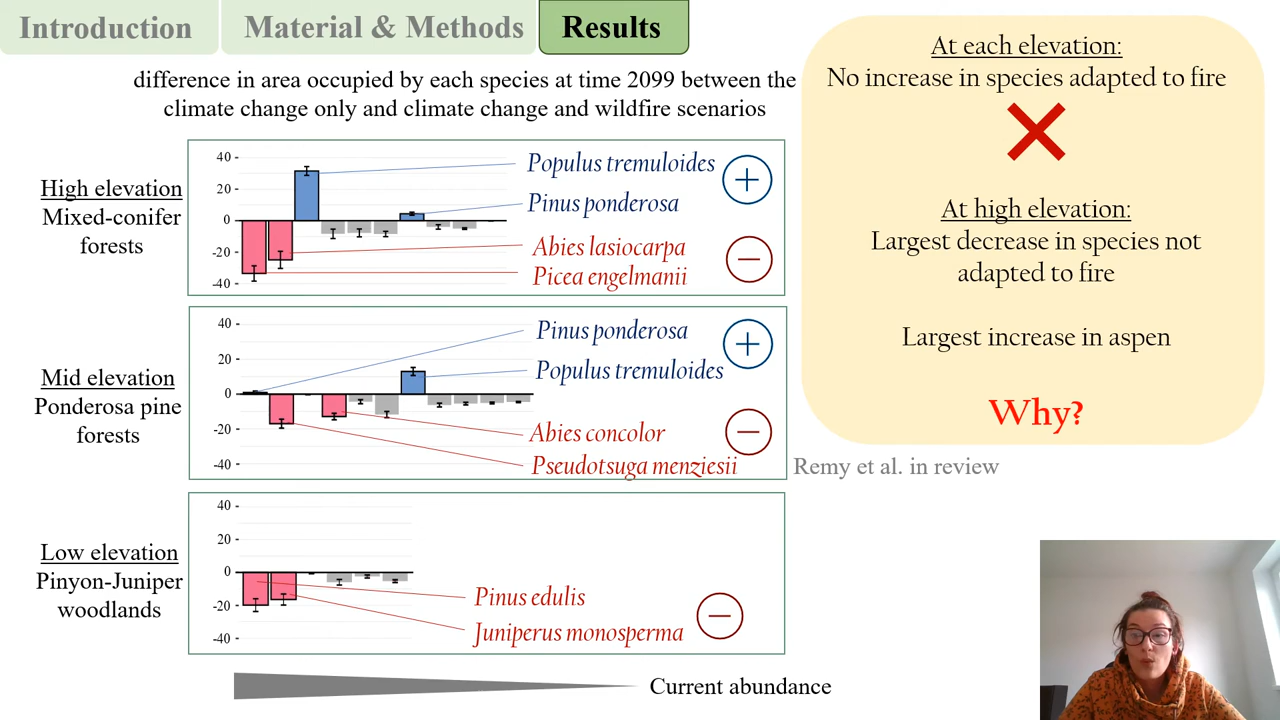 Introduction
Material & Methods
Results
difference in area occupied by each species at time 2099 between the
climate change only and climate change and wildfire scenarios
High elevation
Mixed-conifer
forests
40
20
0
-20
-40
Populus tremuloides
Pinus ponderosa
Abies lasiocarpa
Picea engelmanii
+
−
Mid elevation
Ponderosa pine
forests
40
20
0
-20
-40
Pinus ponderosa
Populus tremuloides
Abies concolor
Pseudotsuga menziesii
+
−
Low elevation
Pinyon-Juniper
woodlands
40
20
0
-20
-40
Pinus edulis
Juniperus monosperma
−
Current abundance
At each elevation:
No increase in species adapted to fire
At high elevation:
Largest decrease in species not
adapted to fire
Largest increase in aspen
Why?
Remy et al. in review